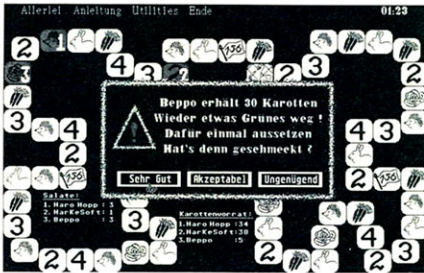 Allerlei Anleitung Utilities Ende 01:23
Beppo erhält 30 Karotten
Wieder etwas Grünes weg !
Dafür einmal aussetzen
Hat's denn geschmeckt ?
Sehr Gut Akzeptabel Ungenügend
Salate:
1. Haro Hopp : 3
2. HarKeSoft: 1
3. Beppo : 3
Karottenvorrat:
1. Haro Hopp :34
2. HarKeSoft:38
3. Beppo :5